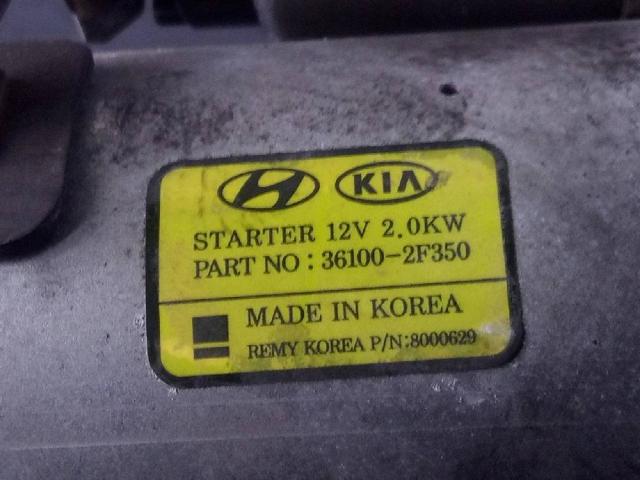 KIA
STARTER 12V 2.0KW
PART NO : 36100-2F350
MADE IN KOREA
REMY KOREA P/N:8000629